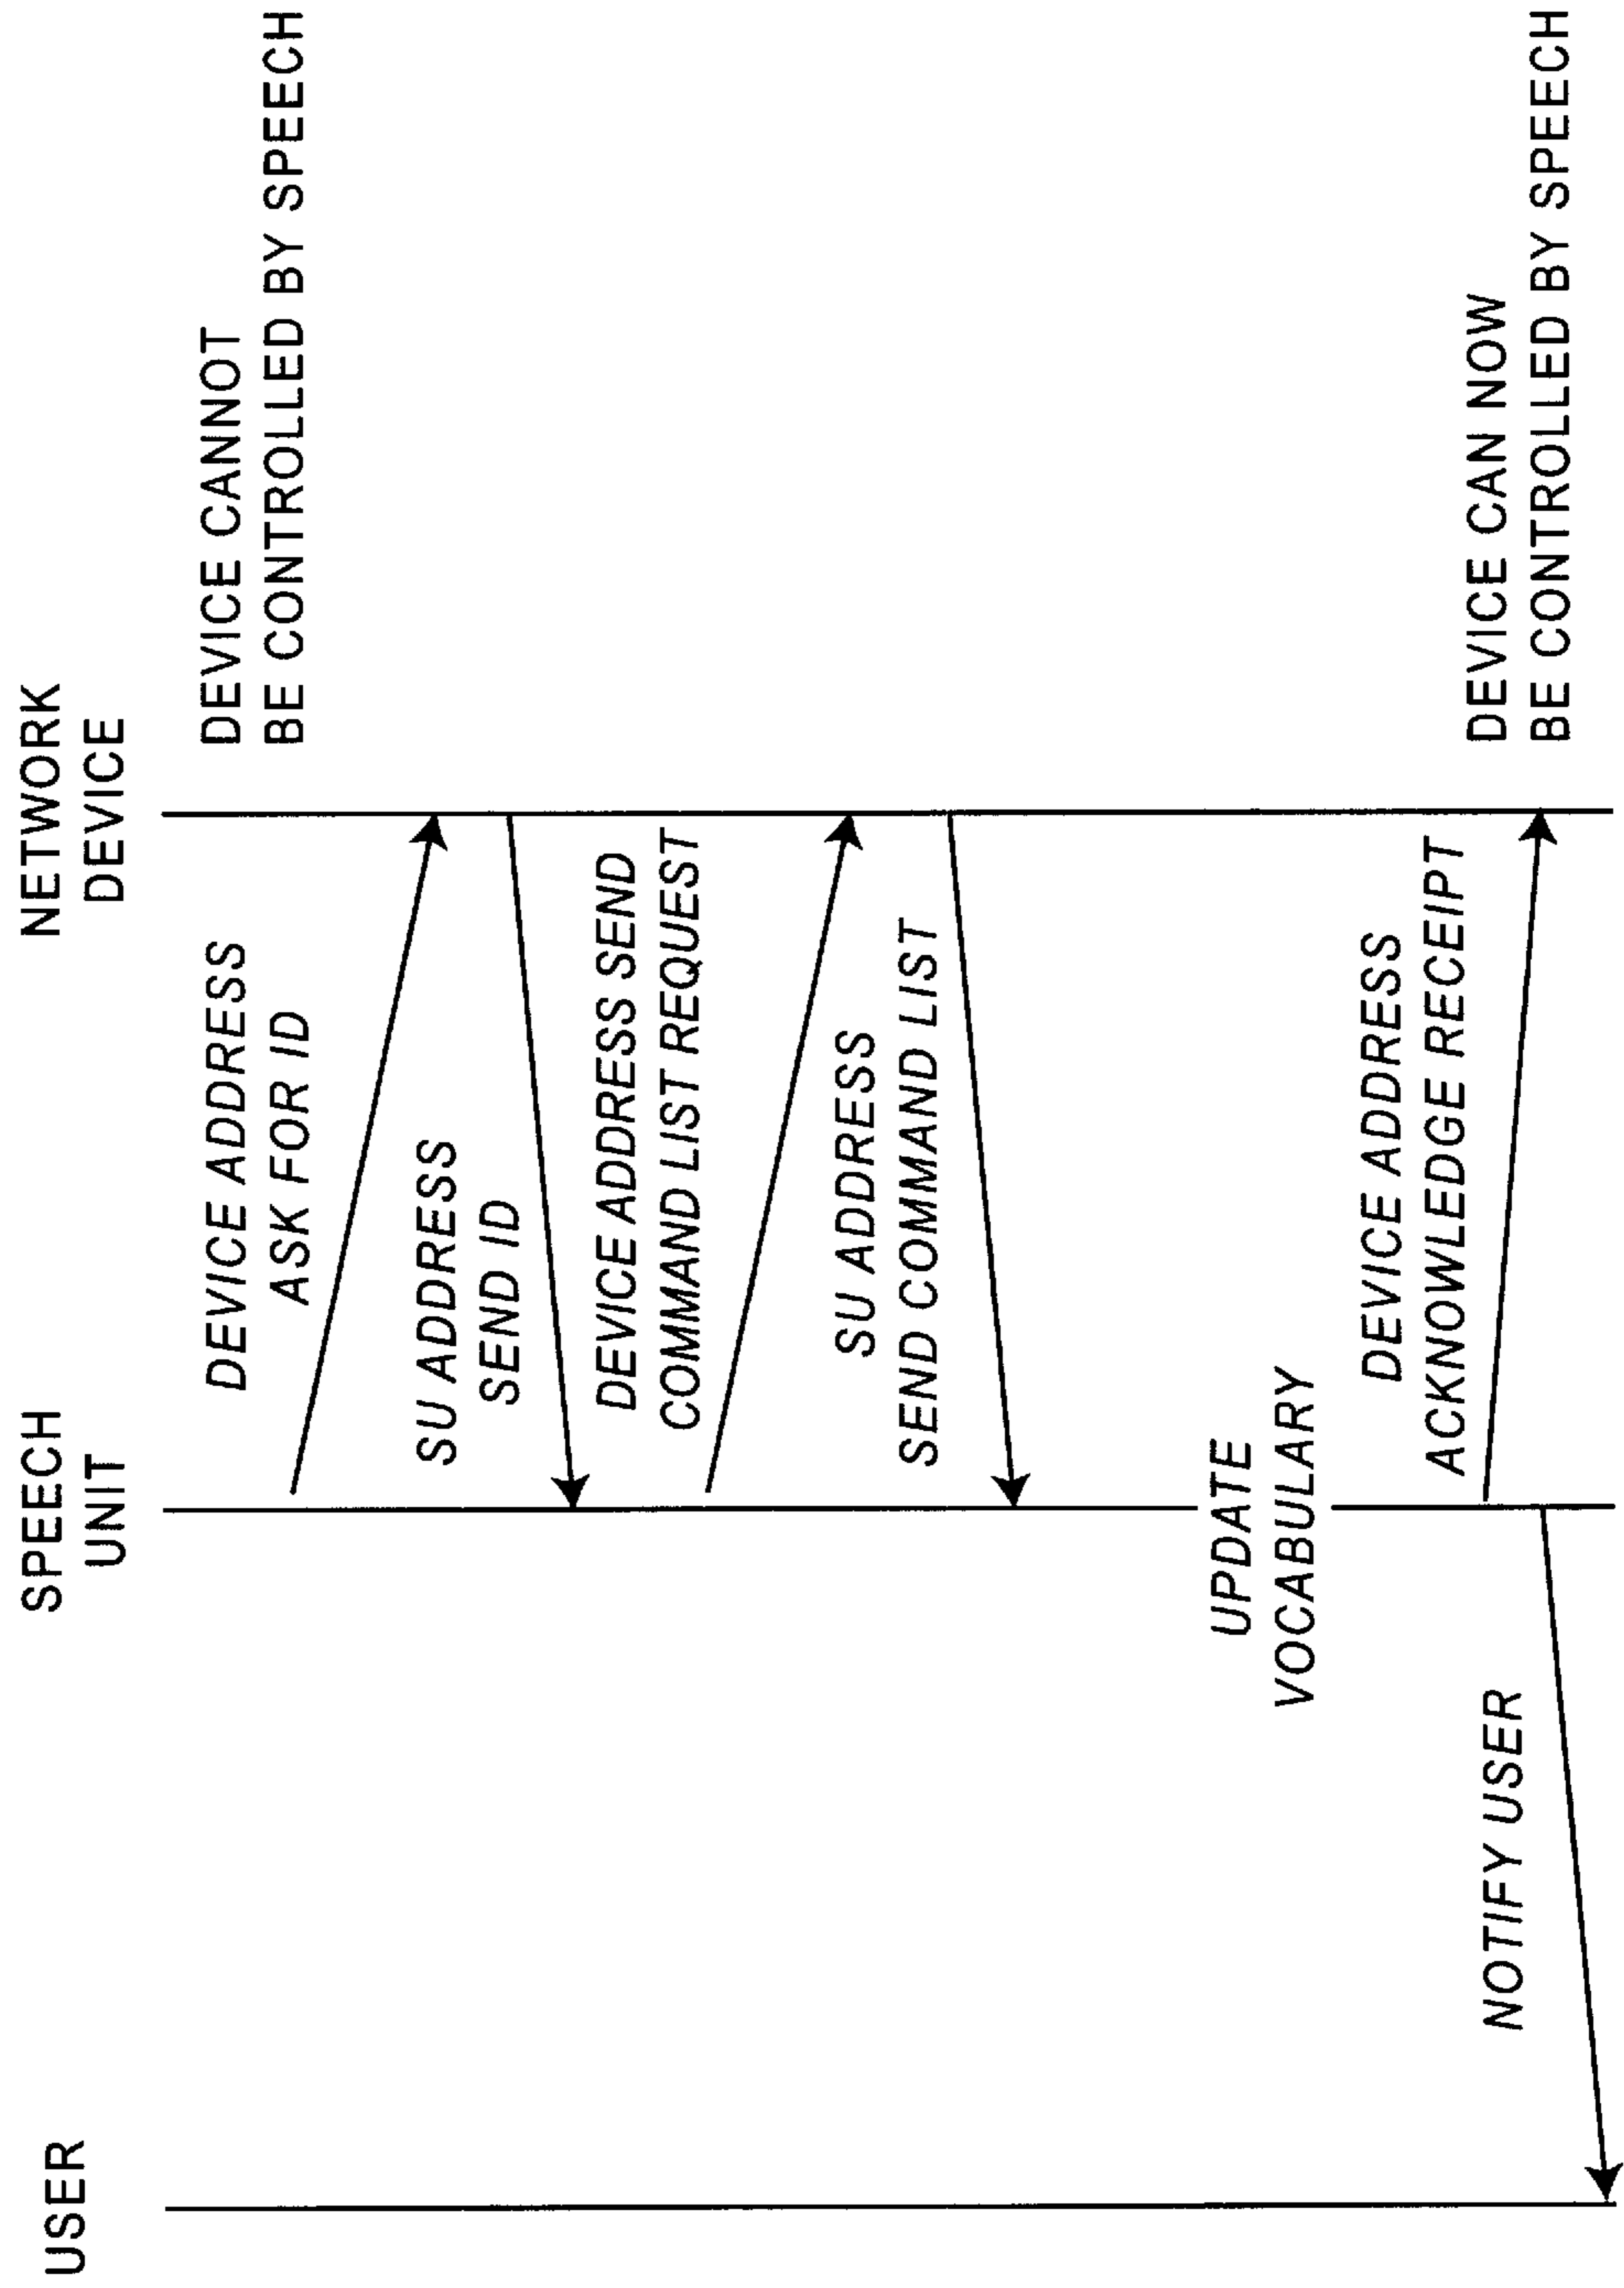 USER
SPEECH
UNIT
NETWORK
DEVICE
DEVICE CANNOT
BE CONTROLLED BY SPEECH
DEVICE ADDRESS
ASK FOR ID
SU ADDRESS
SEND ID
DEVICE ADDRESS SEND
COMMAND LIST REQUEST
SU ADDRESS
SEND COMMAND LIST
UPDATE
VOCABULARY
DEVICE ADDRESS
ACKNOWLEDGE RECEIPT
NOTIFY USER
DEVICE CAN NOW
BE CONTROLLED BY SPEECH